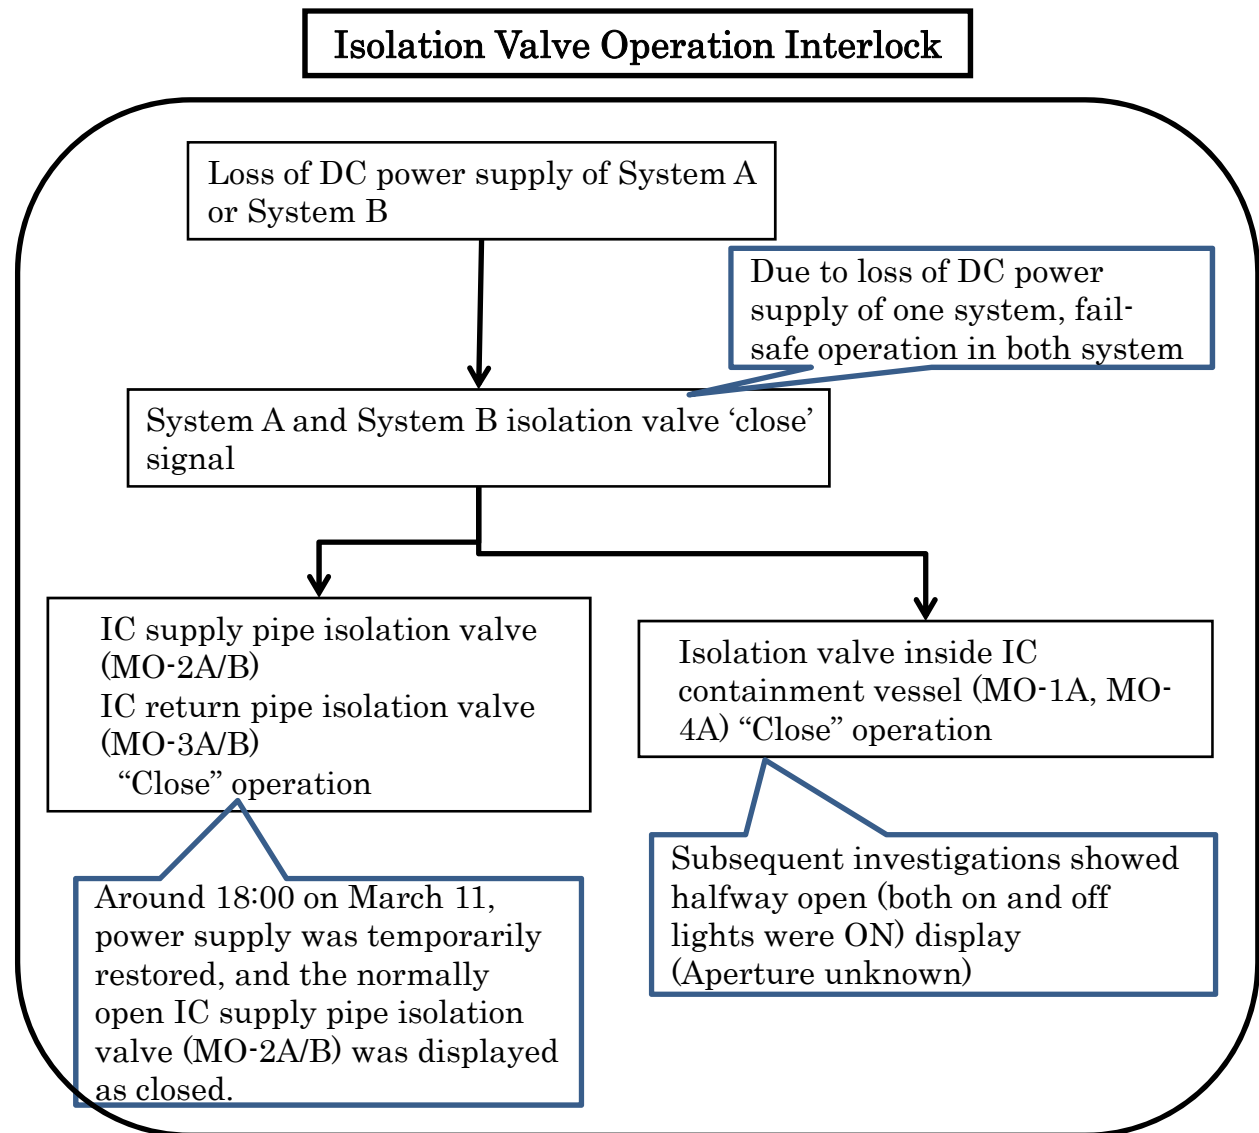 Isolation Valve Operation Interlock
Loss of DC power supply of System A
or System B
Due to loss of DC power
supply of one system, fail-
safe operation in both system
System A and System B isolation valve ‘close’
signal
IC supply pipe isolation valve
(MO-2A/B)
IC return pipe isolation valve
(MO-3A/B)
“Close” operation
Isolation valve inside IC
containment vessel (MO-1A, MO-
4A) “Close” operation
Around 18:00 on March 11,
power supply was temporarily
restored, and the normally
open IC supply pipe isolation
valve (MO-2A/B) was displayed
as closed.
Subsequent investigations showed
halfway open (both on and off
lights were ON) display
(Aperture unknown)